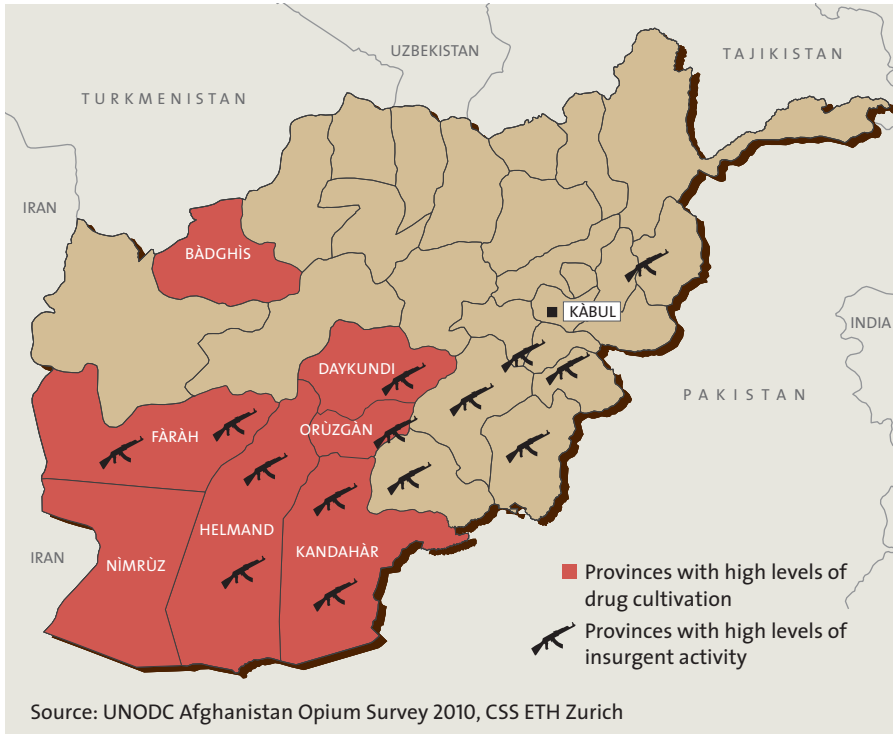 UZBEKISTAN
TAJIKISTAN
TURKMENISTAN
IRAN
BÀDGHÌS
KÀBUL
INDIA
DAYKUNDI
PAKISTAN
ORÙZGÀN
FÀRÀH
HELMAND
KANDAHÀR
IRAN
NÌMRÙZ
Provinces with high levels of
drug cultivation
Provinces with high levels of
insurgent activity
Source: UNODC Afghanistan Opium Survey 2010, CSS ETH Zurich